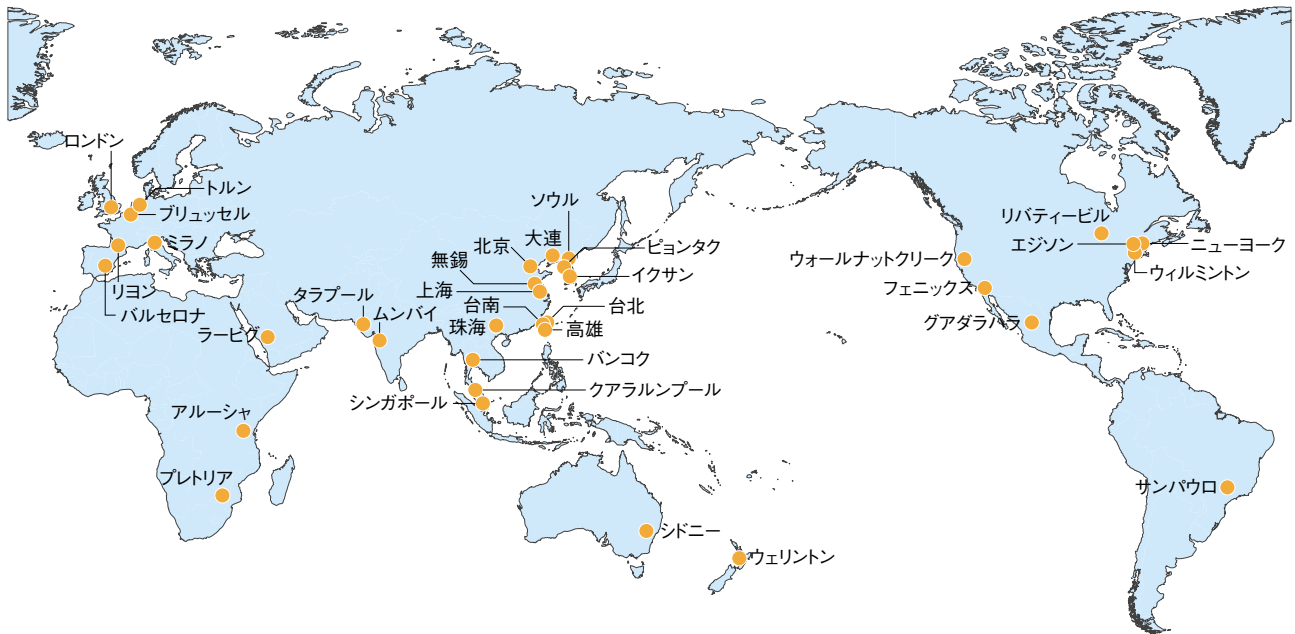 ロンドン
トルン
ブリュッセル
ミラノ
リヨン
バルセロナ
ラービグ
タラプール
ムンバイ
アルーシャ
プレトリア
ソウル
大連
北京
無錫
上海
ピョンタク
イクサン
台南
台北
珠海
高雄
バンコク
クアラルンプール
シンガポール
シドニー
ウェリントン
リバティービル
エジソン
ニューヨーク
ウォールナットクリーク
ウィルミントン
フェニックス
グアダラハラ
サンパウロ